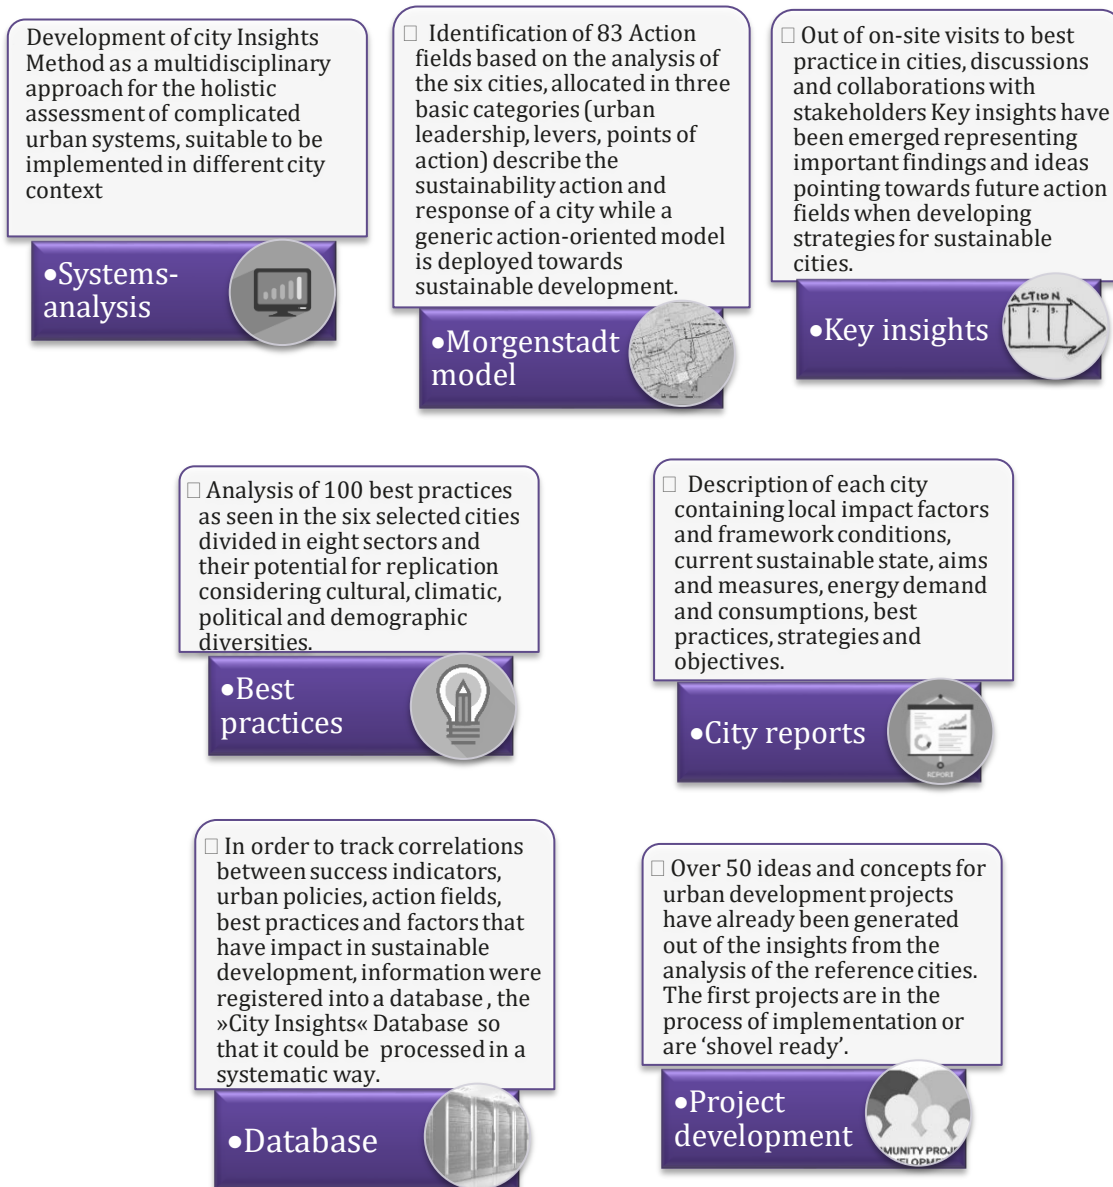 Development of city Insights
Method as a multidisciplinary
approach for the holistic
assessment of complicated
urban systems, suitable to be
implemented in different city
context
•Systems-
analysis
□ Identification of 83 Action
fields based on the analysis of
the six cities, allocated in three
basic categories (urban
leadership, levers, points of
action) describe the
sustainability action and
response of a city while a
generic action-oriented model
is deployed towards
sustainable development.
•Morgenstadt
model
□ Out of on-site visits to best
practice in cities, discussions
and collaborations with
stakeholders Key insights have
been emerged representing
important findings and ideas
pointing towards future action
fields when developing
strategies for sustainable
cities.
•Key insights
ACTION
1. 2. 3.
□ Analysis of 100 best practices
as seen in the six selected cities
divided in eight sectors and
their potential for replication
considering cultural, climatic,
political and demographic
diversities.
•Best
practices
□ Description of each city
containing local impact factors
and framework conditions,
current sustainable state, aims
and measures, energy demand
and consumptions, best
practices, strategies and
objectives.
•City reports
REPORT
□ In order to track correlations
between success indicators,
urban policies, action fields,
best practices and factors that
have impact in sustainable
development, information were
registered into a database , the
»City Insights« Database so
that it could be processed in a
systematic way.
•Database
□ Over 50 ideas and concepts for
urban development projects
have already been generated
out of the insights from the
analysis of the reference cities.
The first projects are in the
process of implementation or
are ‘shovel ready’.
•Project
development
MUNITY PROJ